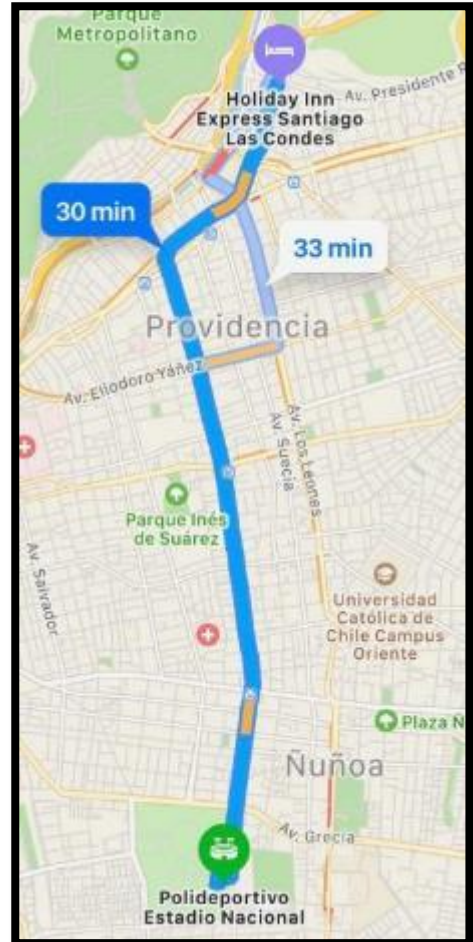 Parque
Metropolitano
Holiday Inn
Express Santiago
Las Condes
Av. Presidente
30 min
33 min
Providencia
Av. Eliodoro Yáñez
Av. Los Leones
Av. Suecia
Parque Inés
de Suárez
Av. Salvador
Universidad
Católica de
Chile Campus
Oriente
Plaza N
Ñuñoa
Av. Grecia
Polideportivo
Estadio Nacional